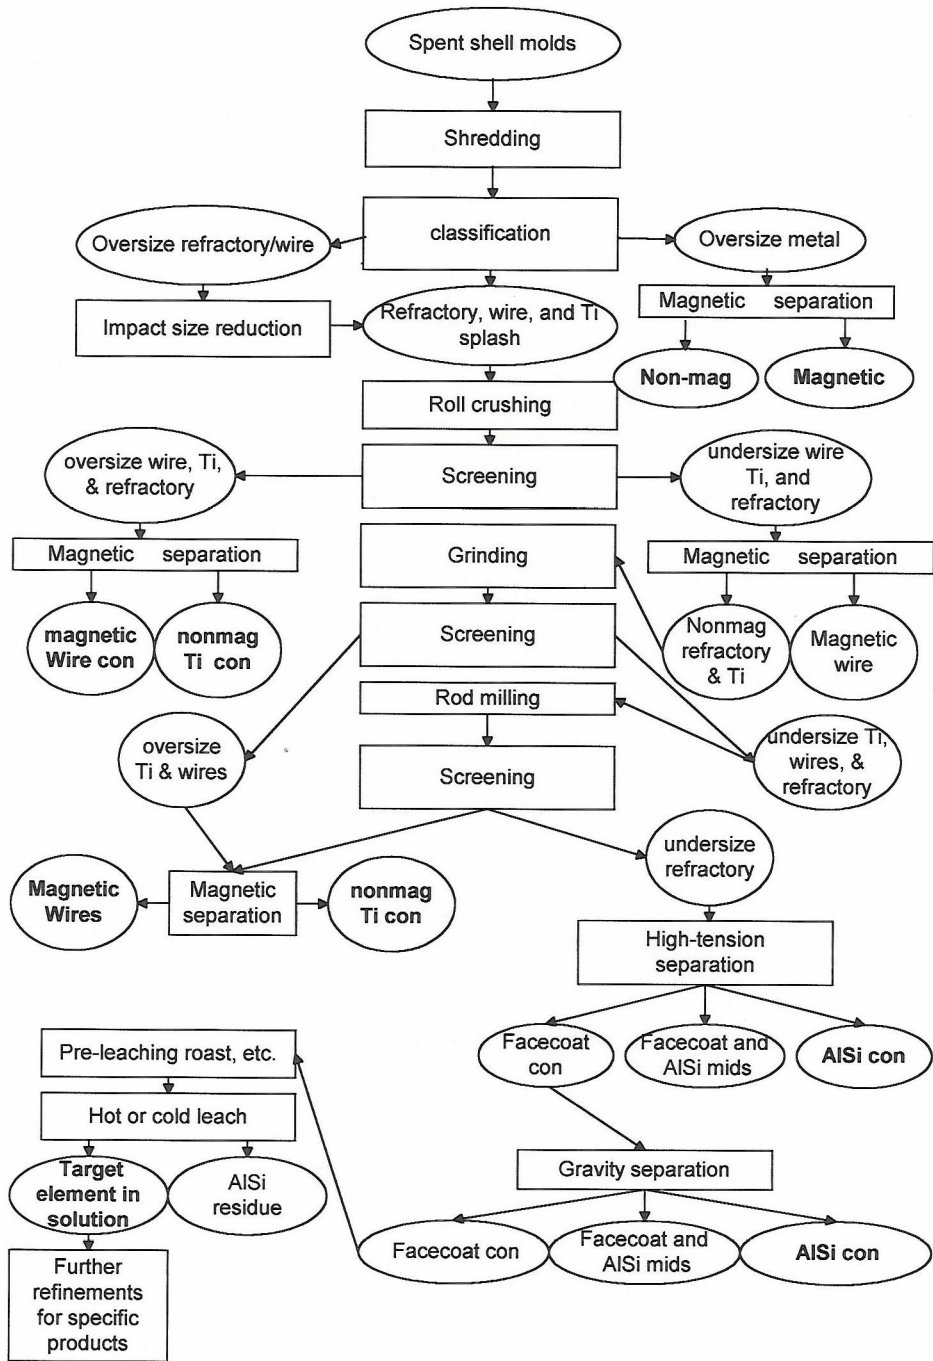 Spent shell molds
Shredding
classification
Oversize refractory/wire
Oversize metal
Impact size reduction
Refractory, wire, and Ti
splash
Magnetic separation
Non-mag
Magnetic
Roll crushing
oversize wire, Ti,
& refractory
Screening
undersize wire
Ti, and
refractory
Magnetic separation
Grinding
Magnetic separation
magnetic
Wire con
nonmag
Ti con
Screening
Nonmag
refractory
& Ti
Magnetic
wire
Rod milling
oversize
Ti & wires
undersize Ti,
wires, &
refractory
Screening
undersize
refractory
Magnetic
Wires
Magnetic
separation
nonmag
Ti con
High-tension
separation
Facecoat
con
Facecoat and
AlSi mids
AlSi con
Pre-leaching roast, etc.
Hot or cold leach
Target
element in
solution
AlSi
residue
Gravity separation
Facecoat con
Facecoat and
AlSi mids
AlSi con
Further
refinements
for specific
products